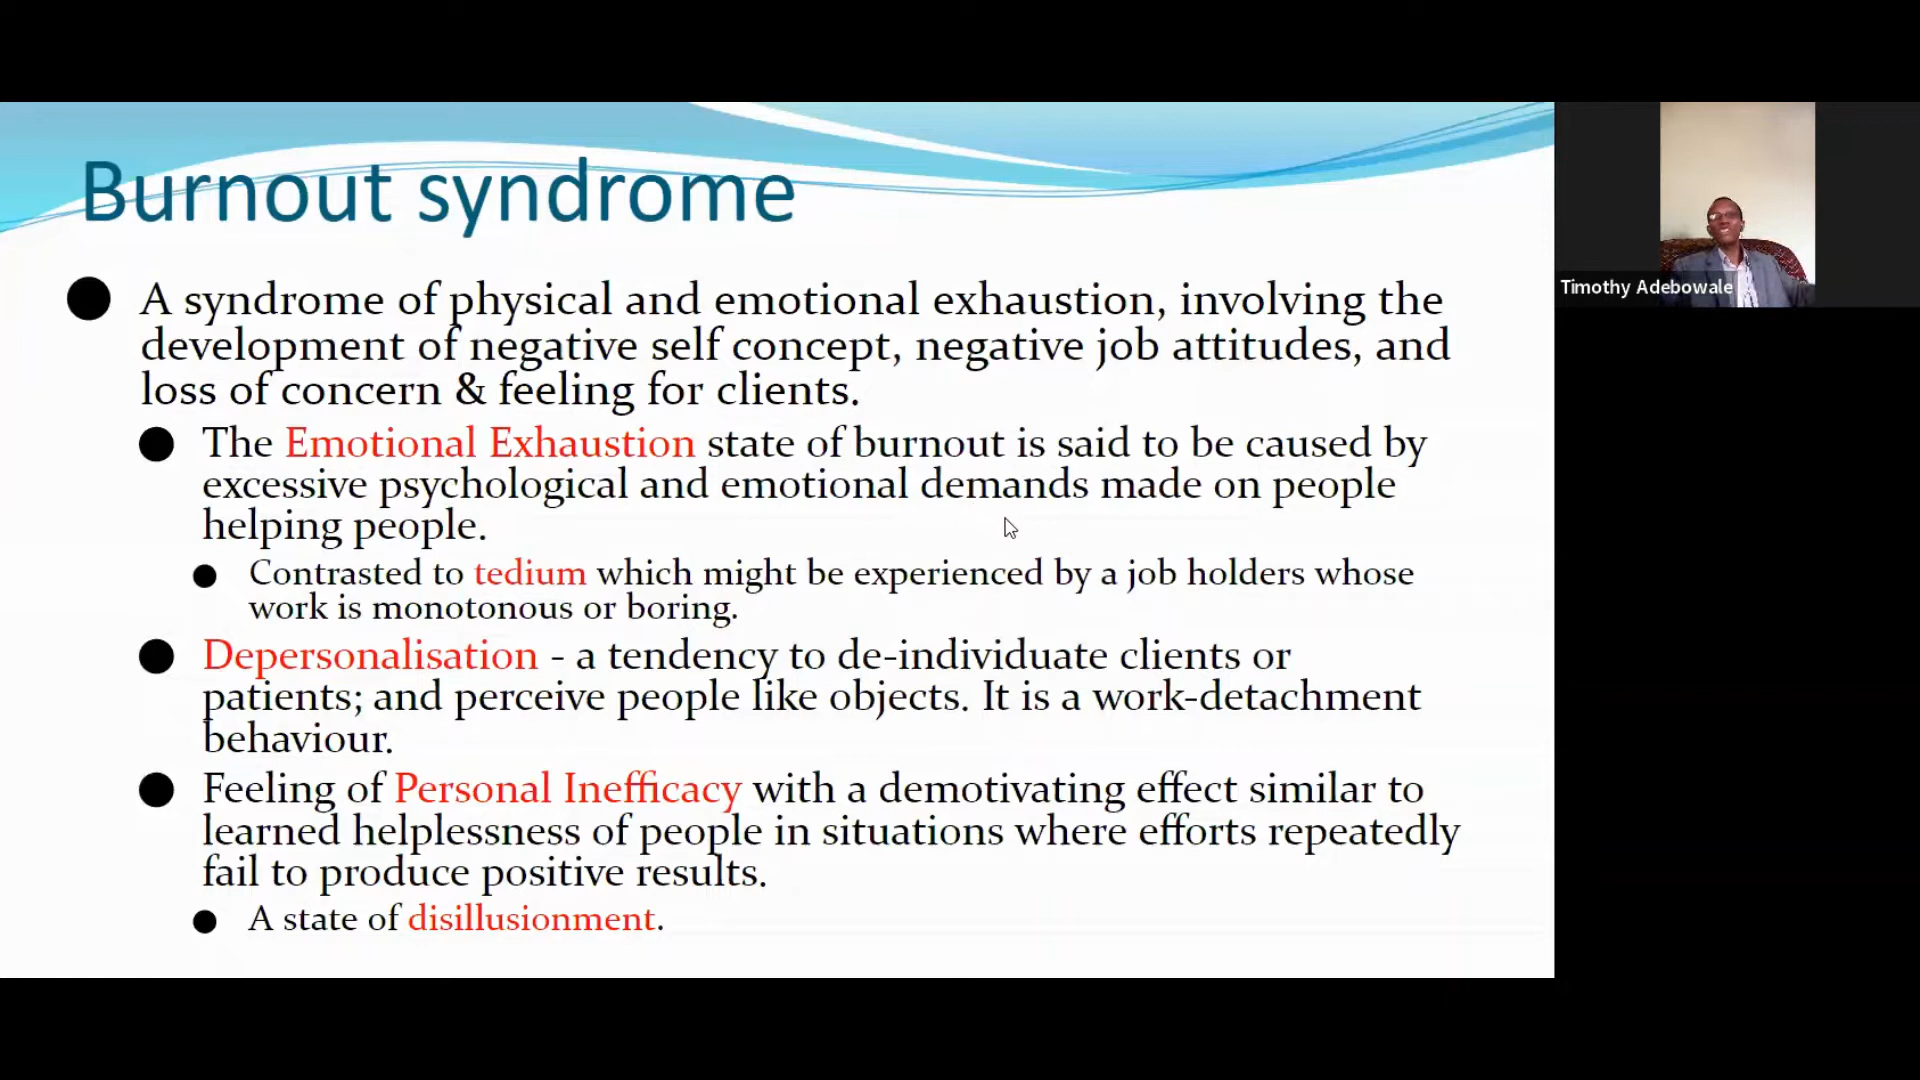 Burnout syndrome
A syndrome of physical and emotional exhaustion, involving the
development of negative self concept, negative job attitudes, and
loss of concern & feeling for clients.
The Emotional Exhaustion state of burnout is said to be caused by
excessive psychological and emotional demands made on people
helping people.
Contrasted to tedium which might be experienced by a job holders whose
work is monotonous or boring.
Depersonalisation - a tendency to de-individuate clients or
patients; and perceive people like objects. It is a work-detachment
behaviour.
Feeling of Personal Inefficacy with a demotivating effect similar to
learned helplessness of people in situations where efforts repeatedly
fail to produce positive results.
A state of disillusionment.
Timothy Adebowale